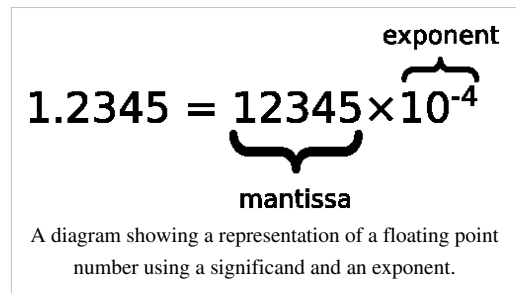 exponent
1.2345 = 12345×10⁻⁴
mantissa
A diagram showing a representation of a floating point
number using a significand and an exponent.